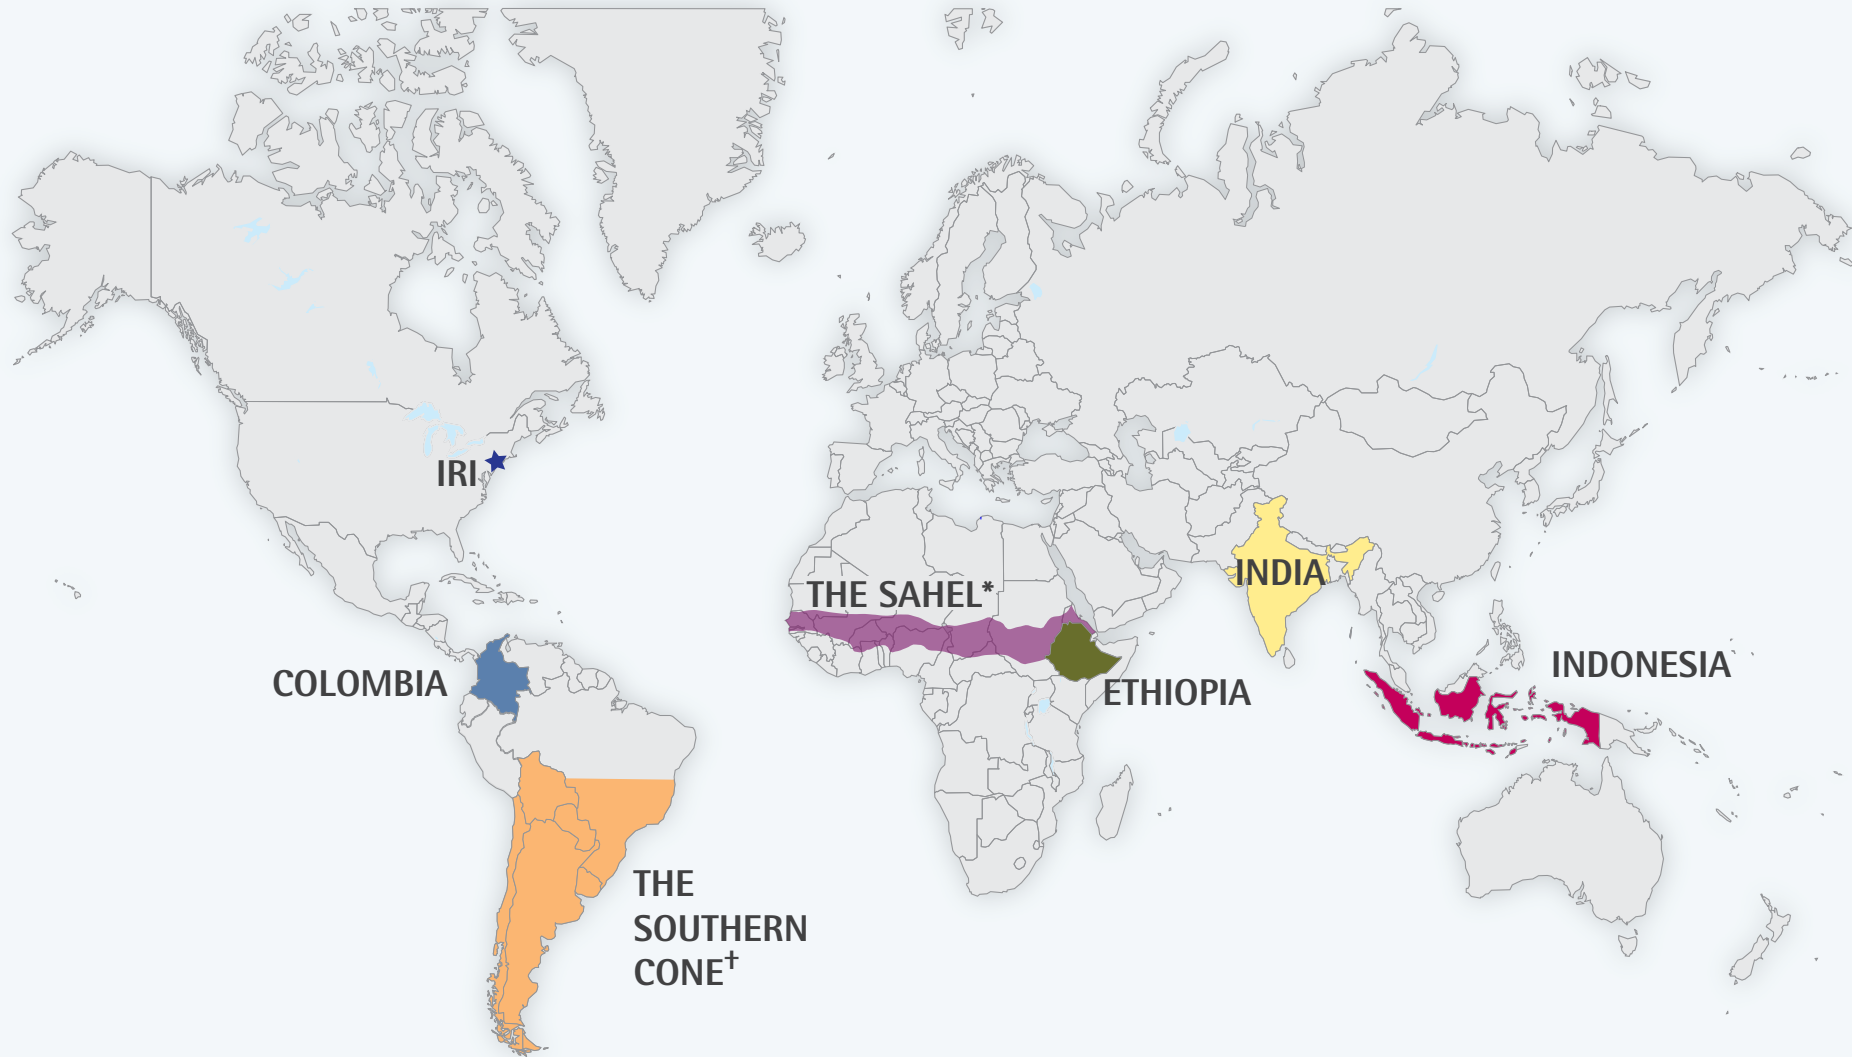 IRI
THE SAHEL*
INDIA
COLOMBIA
ETHIOPIA
INDONESIA
THE
SOUTHERN
CONE†